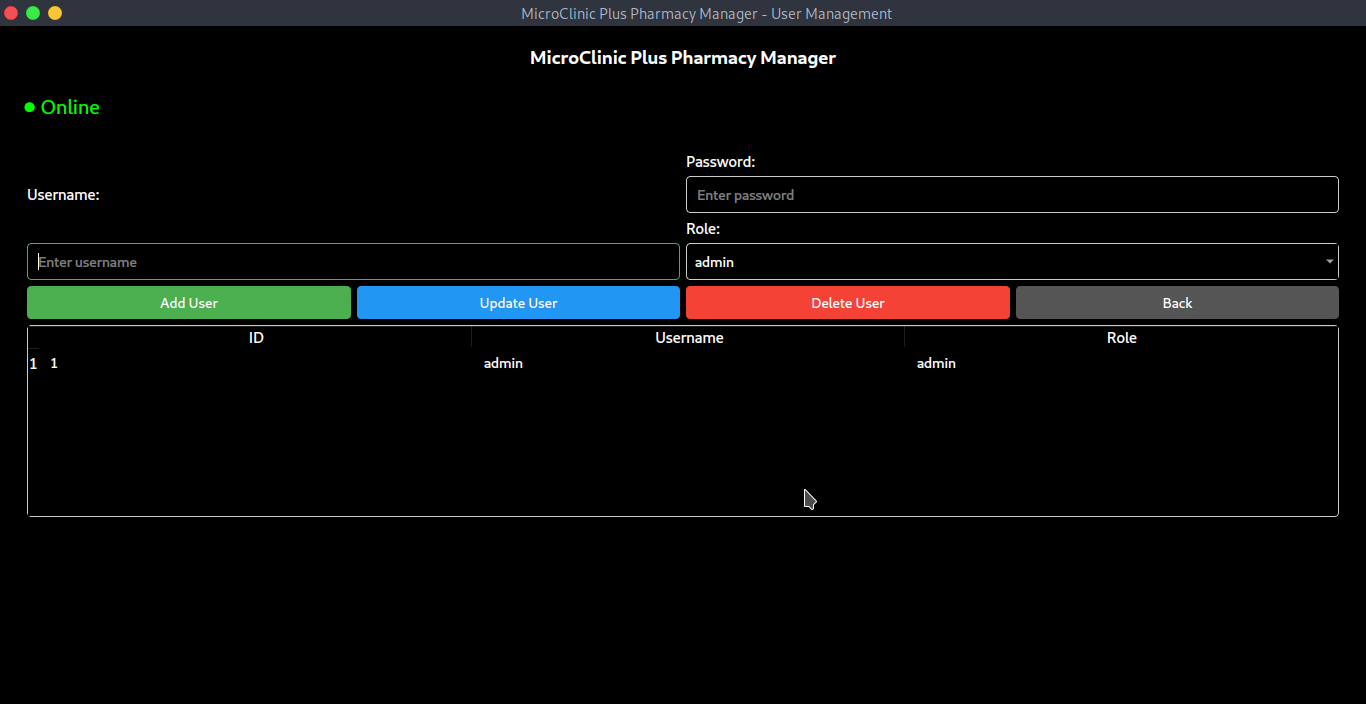 MicroClinic Plus Pharmacy Manager - User Management
MicroClinic Plus Pharmacy Manager
Online
Password:
Username:
Enter password
Role:
Enter username
admin
Add User Update User Delete User Back
ID Username Role
1 1 admin admin